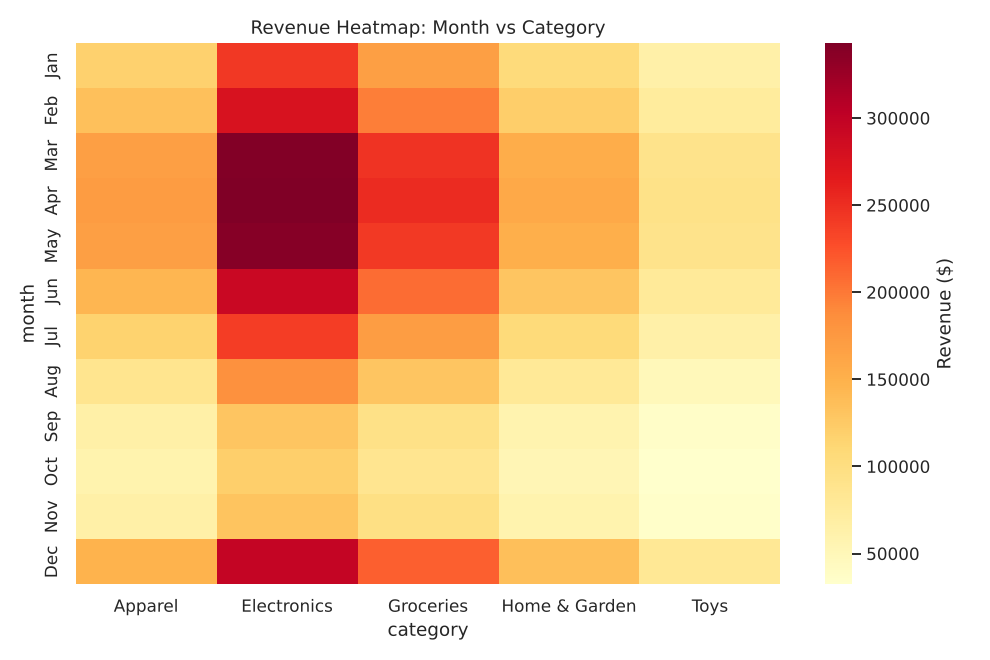 Revenue Heatmap: Month vs Category
Jan
Feb
Mar
Apr
May
Jun
Jul
Aug
Sep
Oct
Nov
Dec
month
Apparel Electronics Groceries Home & Garden Toys
category
300000
250000
200000
150000
100000
50000
Revenue ($)